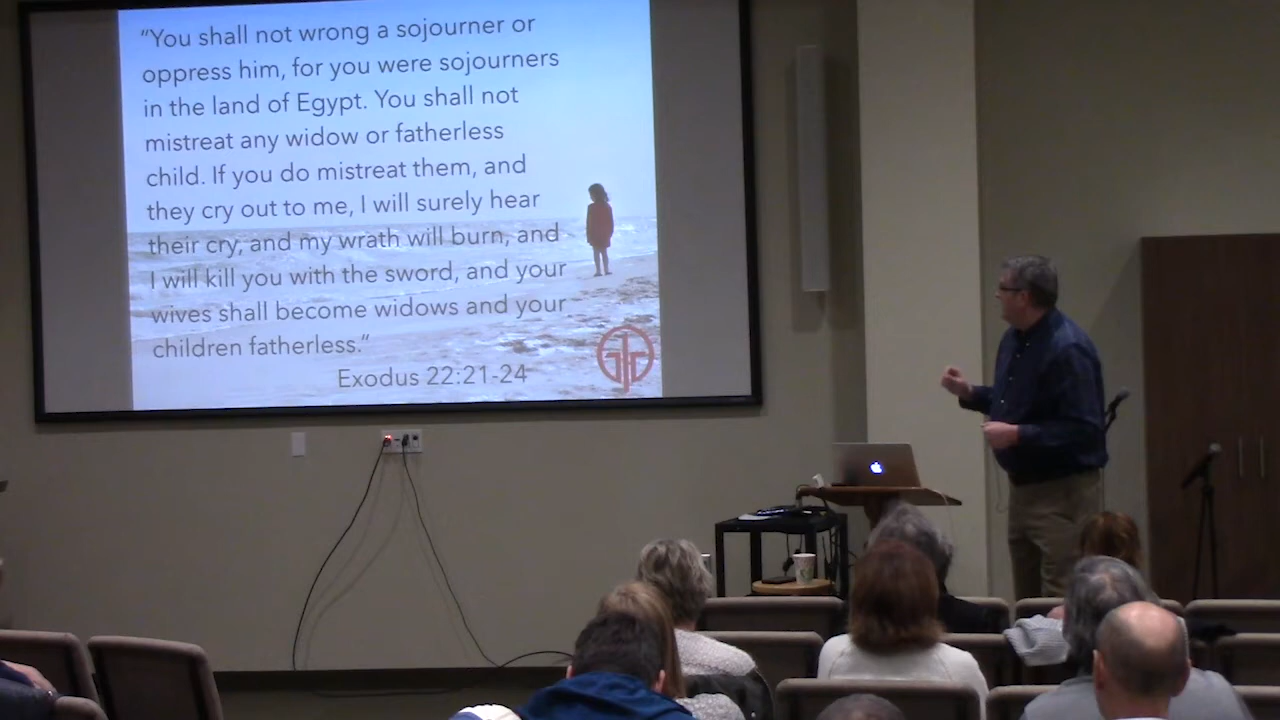 “You shall not wrong a sojourner or
oppress him, for you were sojourners
in the land of Egypt. You shall not
mistreat any widow or fatherless
child. If you do mistreat them, and
they cry out to me, I will surely hear
their cry, and my wrath will burn, and
I will kill you with the sword, and your
wives shall become widows and your
children fatherless.”
Exodus 22:21-24